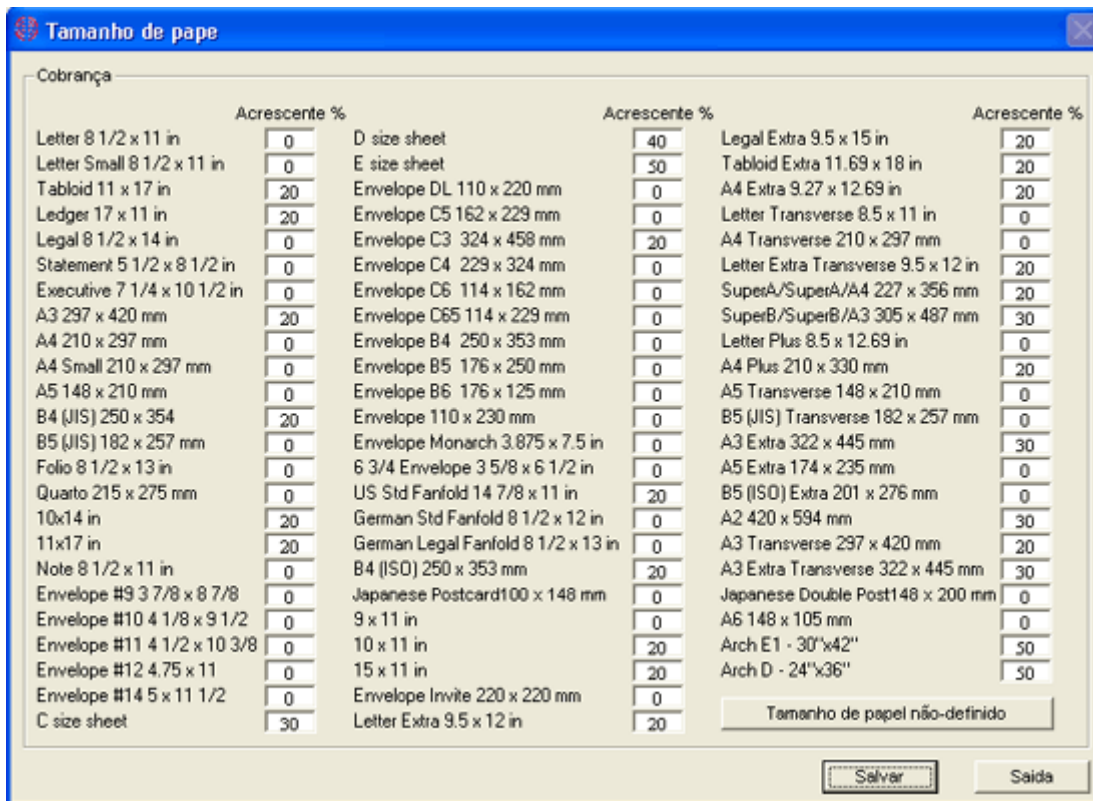 Tamanho de pape
Cobrança
Acrescente %
Letter 8 1/2 x 11 in 0
Letter Small 8 1/2 x 11 in 0
Tabloid 11 x 17 in 20
Ledger 17 x 11 in 20
Legal 8 1/2 x 14 in 0
Statement 5 1/2 x 8 1/2 in 0
Executive 7 1/4 x 10 1/2 in 0
A3 297 x 420 mm 20
A4 210 x 297 mm 0
A4 Small 210 x 297 mm 0
A5 148 x 210 mm 0
B4 (JIS) 250 x 354 20
B5 (JIS) 182 x 257 mm 0
Folio 8 1/2 x 13 in 0
Quarto 215 x 275 mm 0
10x14 in 20
11x17 in 20
Note 8 1/2 x 11 in 0
Envelope #9 3 7/8 x 8 7/8 0
Envelope #10 4 1/8 x 9 1/2 0
Envelope #11 4 1/2 x 10 3/8 0
Envelope #12 4.75 x 11 0
Envelope #14 5 x 11 1/2 0
C size sheet 30
Acrescente %
D size sheet 40
E size sheet 50
Envelope DL 110 x 220 mm 0
Envelope C5 162 x 229 mm 0
Envelope C3 324 x 458 mm 20
Envelope C4 229 x 324 mm 0
Envelope C6 114 x 162 mm 0
Envelope C65 114 x 229 mm 0
Envelope B4 250 x 353 mm 0
Envelope B5 176 x 250 mm 0
Envelope B6 176 x 125 mm 0
Envelope 110 x 230 mm 0
Envelope Monarch 3.875 x 7.5 in 0
6 3/4 Envelope 3 5/8 x 6 1/2 in 0
US Std Fanfold 14 7/8 x 11 in 20
German Std Fanfold 8 1/2 x 12 in 0
German Legal Fanfold 8 1/2 x 13 in 0
B4 (ISO) 250 x 353 mm 20
Japanese Postcard100 x 148 mm 0
9 x 11 in 0
10 x 11 in 20
15 x 11 in 20
Envelope Invite 220 x 220 mm 0
Letter Extra 9.5 x 12 in 20
Acrescente %
Legal Extra 9.5 x 15 in 20
Tabloid Extra 11.69 x 18 in 20
A4 Extra 9.27 x 12.69 in 20
Letter Transverse 8.5 x 11 in 0
A4 Transverse 210 x 297 mm 0
Letter Extra Transverse 9.5 x 12 in 20
SuperA/SuperA/A4 227 x 356 mm 20
SuperB/SuperB/A3 305 x 487 mm 30
Letter Plus 8.5 x 12.69 in 0
A4 Plus 210 x 330 mm 20
A5 Transverse 148 x 210 mm 0
B5 (JIS) Transverse 182 x 257 mm 0
A3 Extra 322 x 445 mm 30
A5 Extra 174 x 235 mm 0
B5 (ISO) Extra 201 x 276 mm 0
A2 420 x 594 mm 30
A3 Transverse 297 x 420 mm 20
A3 Extra Transverse 322 x 445 mm 30
Japanese Double Post148 x 200 mm 0
A6 148 x 105 mm 0
Arch E1 - 30"x42" 50
Arch D - 24"x36" 50
Tamanho de papel não-definido
Salvar
Saida